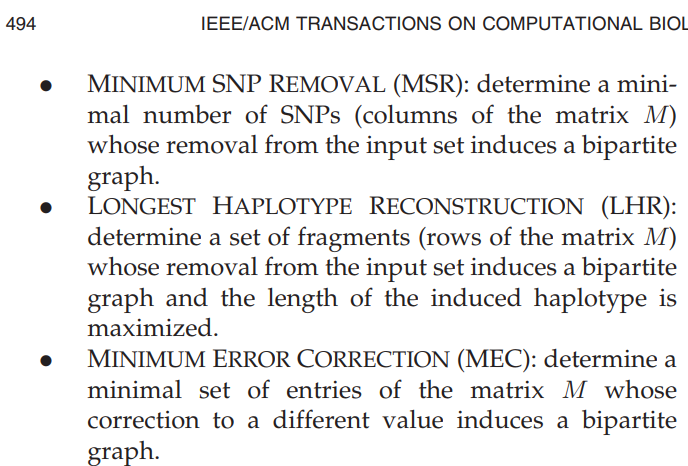 494 IEEE/ACM TRANSACTIONS ON COMPUTATIONAL BIOL
● MINIMUM SNP REMOVAL (MSR): determine a mini-
mal number of SNPs (columns of the matrix M)
whose removal from the input set induces a bipartite
graph.
● LONGEST HAPLOTYPE RECONSTRUCTION (LHR):
determine a set of fragments (rows of the matrix M)
whose removal from the input set induces a bipartite
graph and the length of the induced haplotype is
maximized.
● MINIMUM ERROR CORRECTION (MEC): determine a
minimal set of entries of the matrix M whose
correction to a different value induces a bipartite
graph.